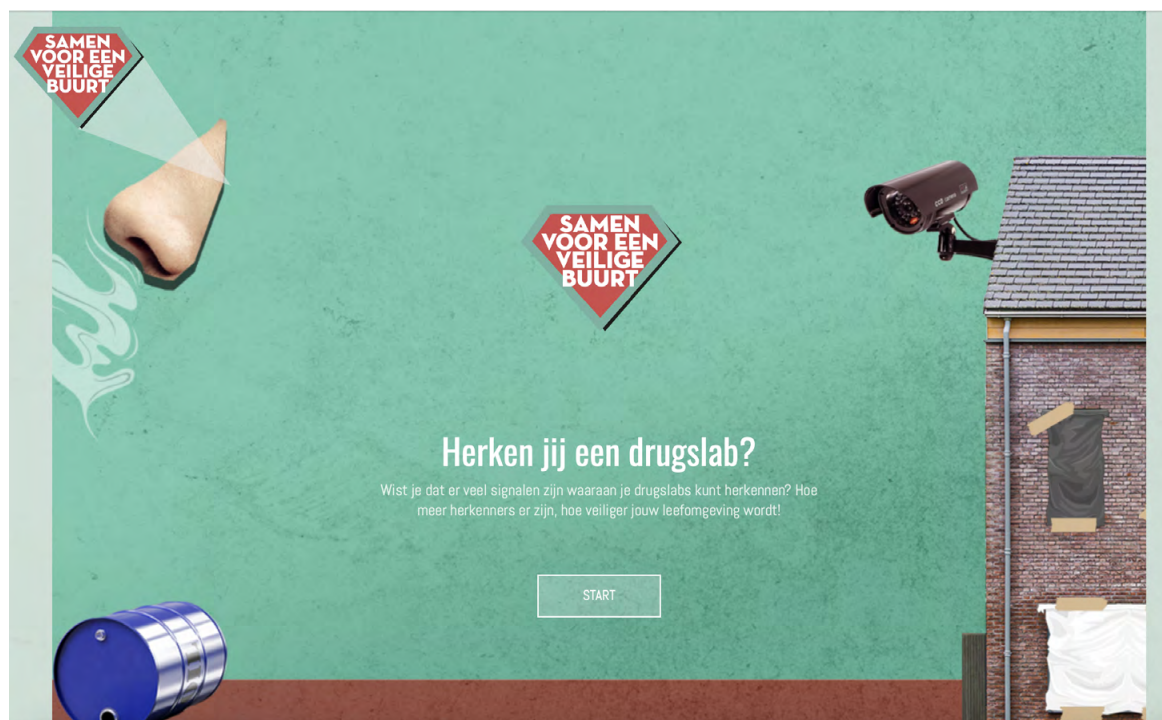 SAMEN
VOOR EEN
VEILIGE
BUURT
SAMEN
VOOR EEN
VEILIGE
BUURT
Herken jij een drugslab?
Wist je dat er veel signalen zijn waaraan je drugslabs kunt herkennen? Hoe
meer herkenners er zijn, hoe veiliger jouw leefomgeving wordt!
START